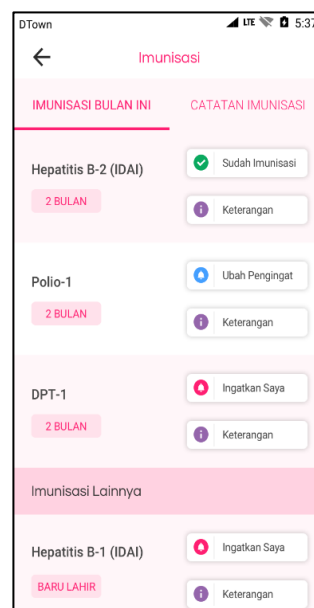 DTown LTE 5:37
Imunisasi
IMUNISASI BULAN INI CATATAN IMUNISASI
Hepatitis B-2 (IDAI)
2 BULAN
Sudah Imunisasi
Keterangan
Polio-1
2 BULAN
Ubah Pengingat
Keterangan
DPT-1
2 BULAN
Ingatkan Saya
Keterangan
Imunisasi Lainnya
Hepatitis B-1 (IDAI)
BARU LAHIR
Ingatkan Saya
Keterangan